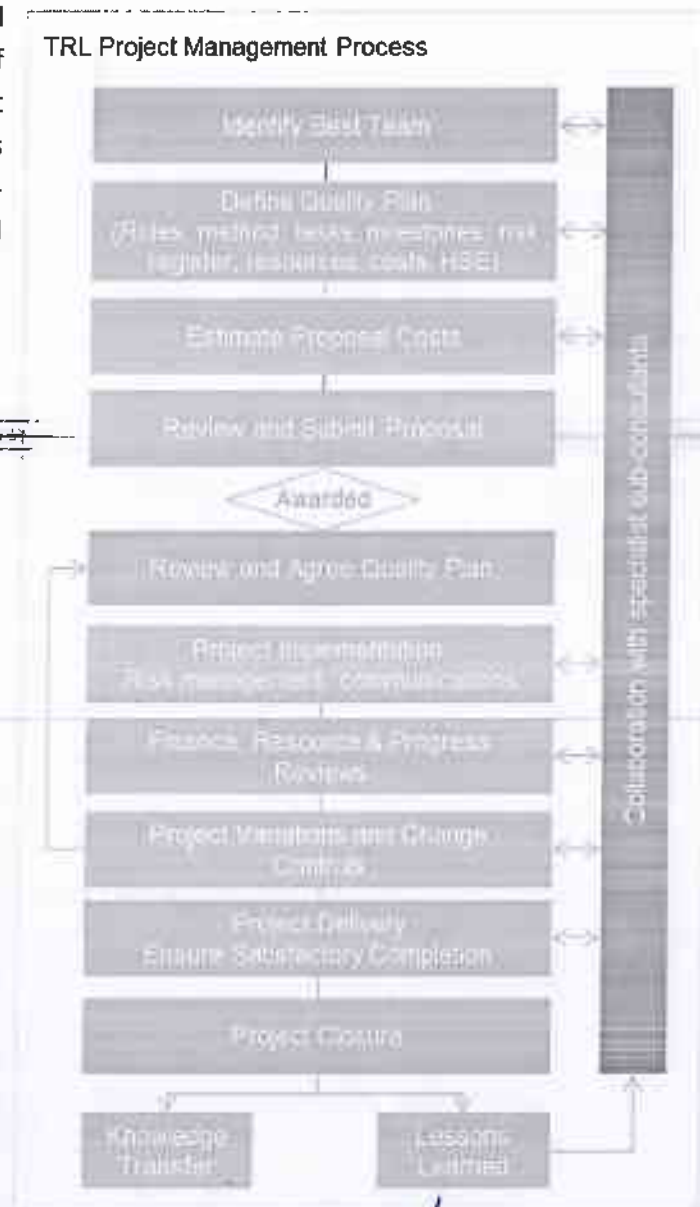 TRL Project Management Process
Identify Best Team
Define Quality Plan
(Roles, method, tasks, milestones, risk
register, resources, costs, HSE)
Estimate Proposal Costs
Review and Submit Proposal
Awarded
Review and Agree Quality Plan
Project Implementation
Risk management, communications
Finance, Resource & Progress
Reviews
Project Variations and Change
Controls
Project Delivery
Ensure Satisfactory Completion
Project Closure
Knowledge
Transfer
Lessons
Learned
Collaboration with specialist sub-consultants